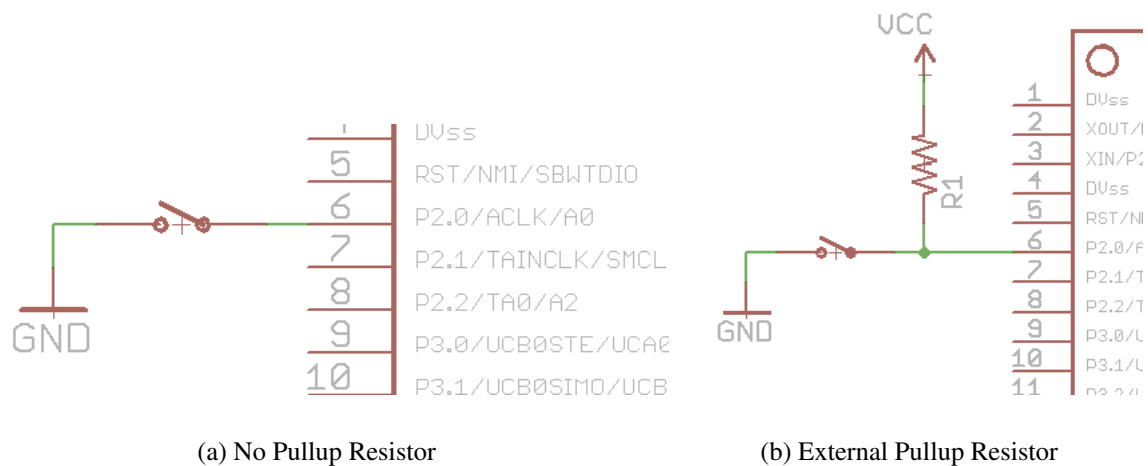 DVss
5
RST/NMI/SBWTDIO
6
P2.0/ACLK/A0
7
P2.1/TAINCLK/SMCL
8
P2.2/TA0/A2
9
P3.0/UCB0STE/UCA0
10
P3.1/UCB0SIMO/UCB
GND
(a) No Pullup Resistor
VCC
R1
1
DVss
2
XOUT/
3
XIN/P2
4
DVss
5
RST/N
6
P2.0/A
7
P2.1/T
8
P2.2/T
9
P3.0/U
10
P3.1/U
11
GND
(b) External Pullup Resistor